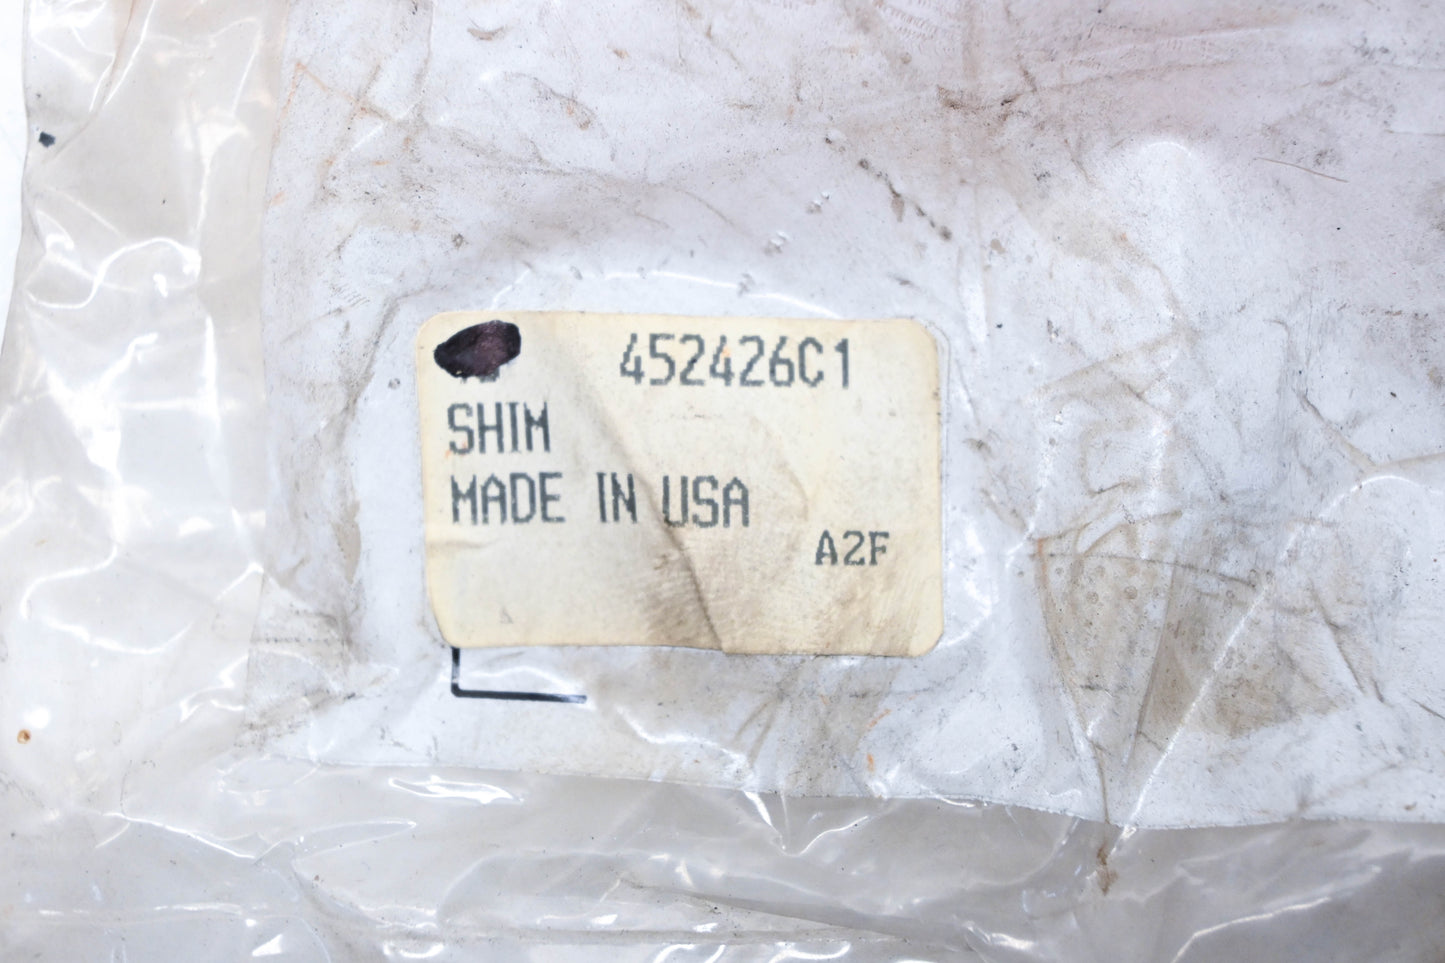 452426C1
SHIM
MADE IN USA
A2F